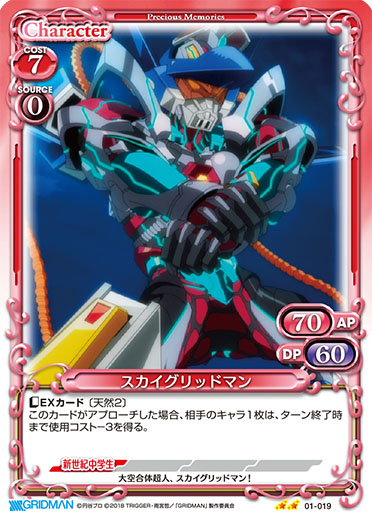 Precious Memories
Character
COST
7
SOURCE
0
70 AP
DP 60
スカイグリッドマン
EXカード 〔天然2〕
このカードがアプローチした場合、相手のキャラ1枚は、ターン終了時
まで使用コスト－3を得る。
新世紀中学生
大空合体超人、スカイグリッドマン!
GRIDMAN
©円谷プロ ©2018 TRIGGER・雨宮哲/「GRIDMAN」製作委員会
01-019